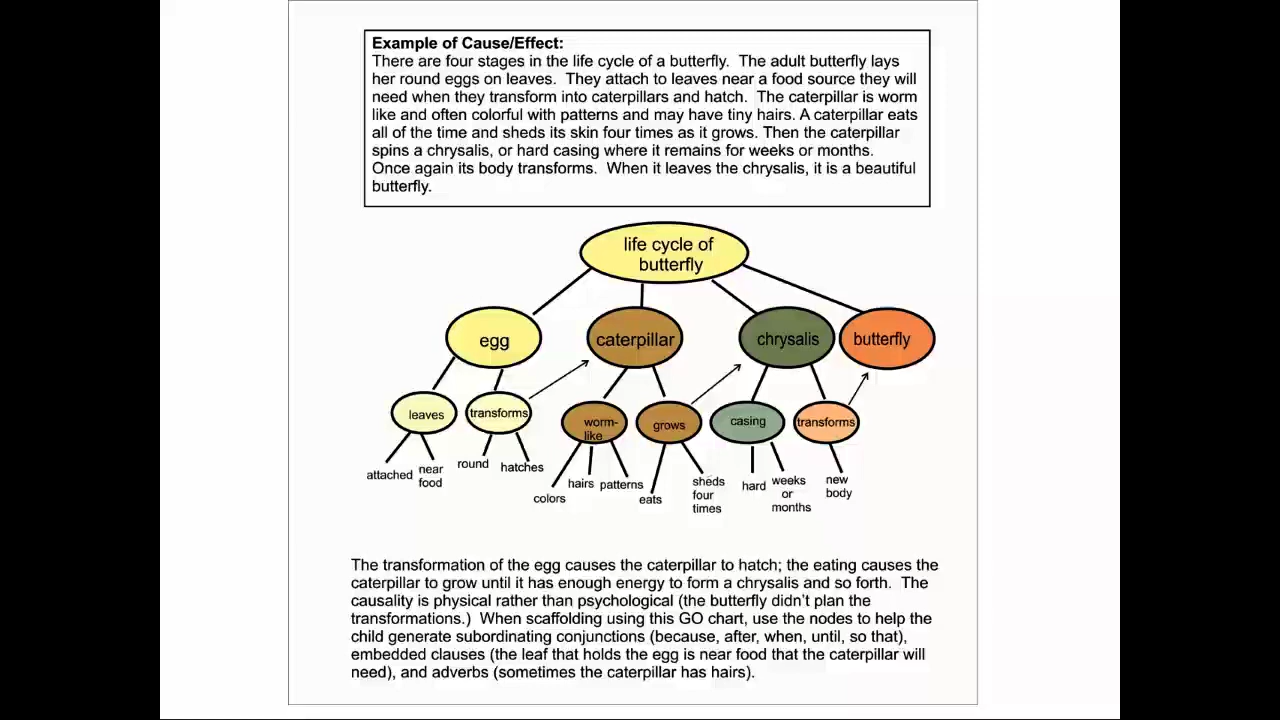 Example of Cause/Effect:
There are four stages in the life cycle of a butterfly.  The adult butterfly lays
her round eggs on leaves.  They attach to leaves near a food source they will
need when they transform into caterpillars and hatch.  The caterpillar is worm
like and often colorful with patterns and may have tiny hairs. A caterpillar eats
all of the time and sheds its skin four times as it grows. Then the caterpillar
spins a chrysalis, or hard casing where it remains for weeks or months.
Once again its body transforms.  When it leaves the chrysalis, it is a beautiful
butterfly.
life cycle of
butterfly
egg
caterpillar
chrysalis
butterfly
leaves
transforms
worm-
like
grows
casing
transforms
attached
near
food
round
hatches
colors
hairs
patterns
eats
sheds
four
times
hard
weeks
or
months
new
body
The transformation of the egg causes the caterpillar to hatch; the eating causes the
caterpillar to grow until it has enough energy to form a chrysalis and so forth.  The
causality is physical rather than psychological (the butterfly didn't plan the
transformations.)  When scaffolding using this GO chart, use the nodes to help the
child generate subordinating conjunctions (because, after, when, until, so that),
embedded clauses (the leaf that holds the egg is near food that the caterpillar will
need), and adverbs (sometimes the caterpillar has hairs).